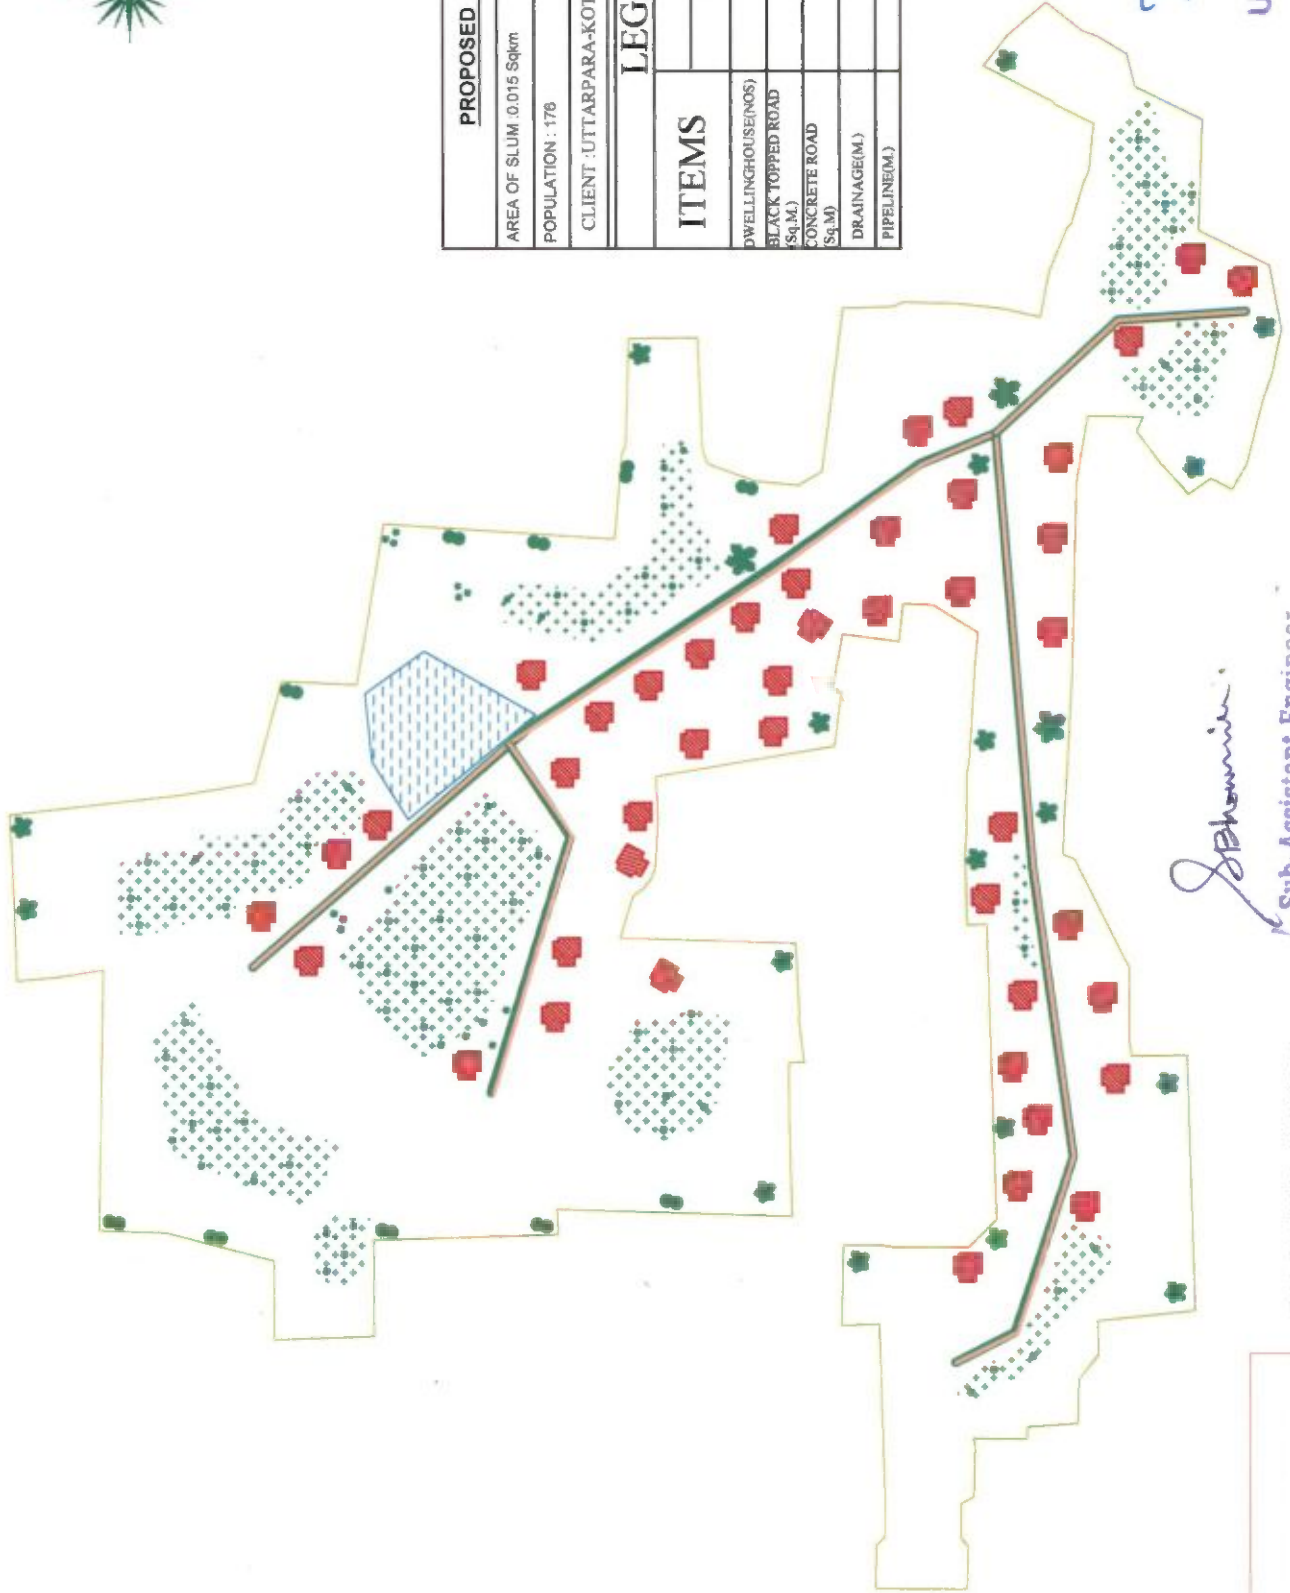 PROPOSED
AREA OF SLUM :0.015 Sqkm
POPULATION : 176
CLIENT :UTTARPARA-KOT
LEG
ITEMS
DWELLINGHOUSE(NOS)
BLACK TOPPED ROAD
(Sq.M.)
CONCRETE ROAD
(Sq.M)
DRAINAGE(M.)
PIPELINE(M.)
Bhowmin
Sub Assistant Engineer